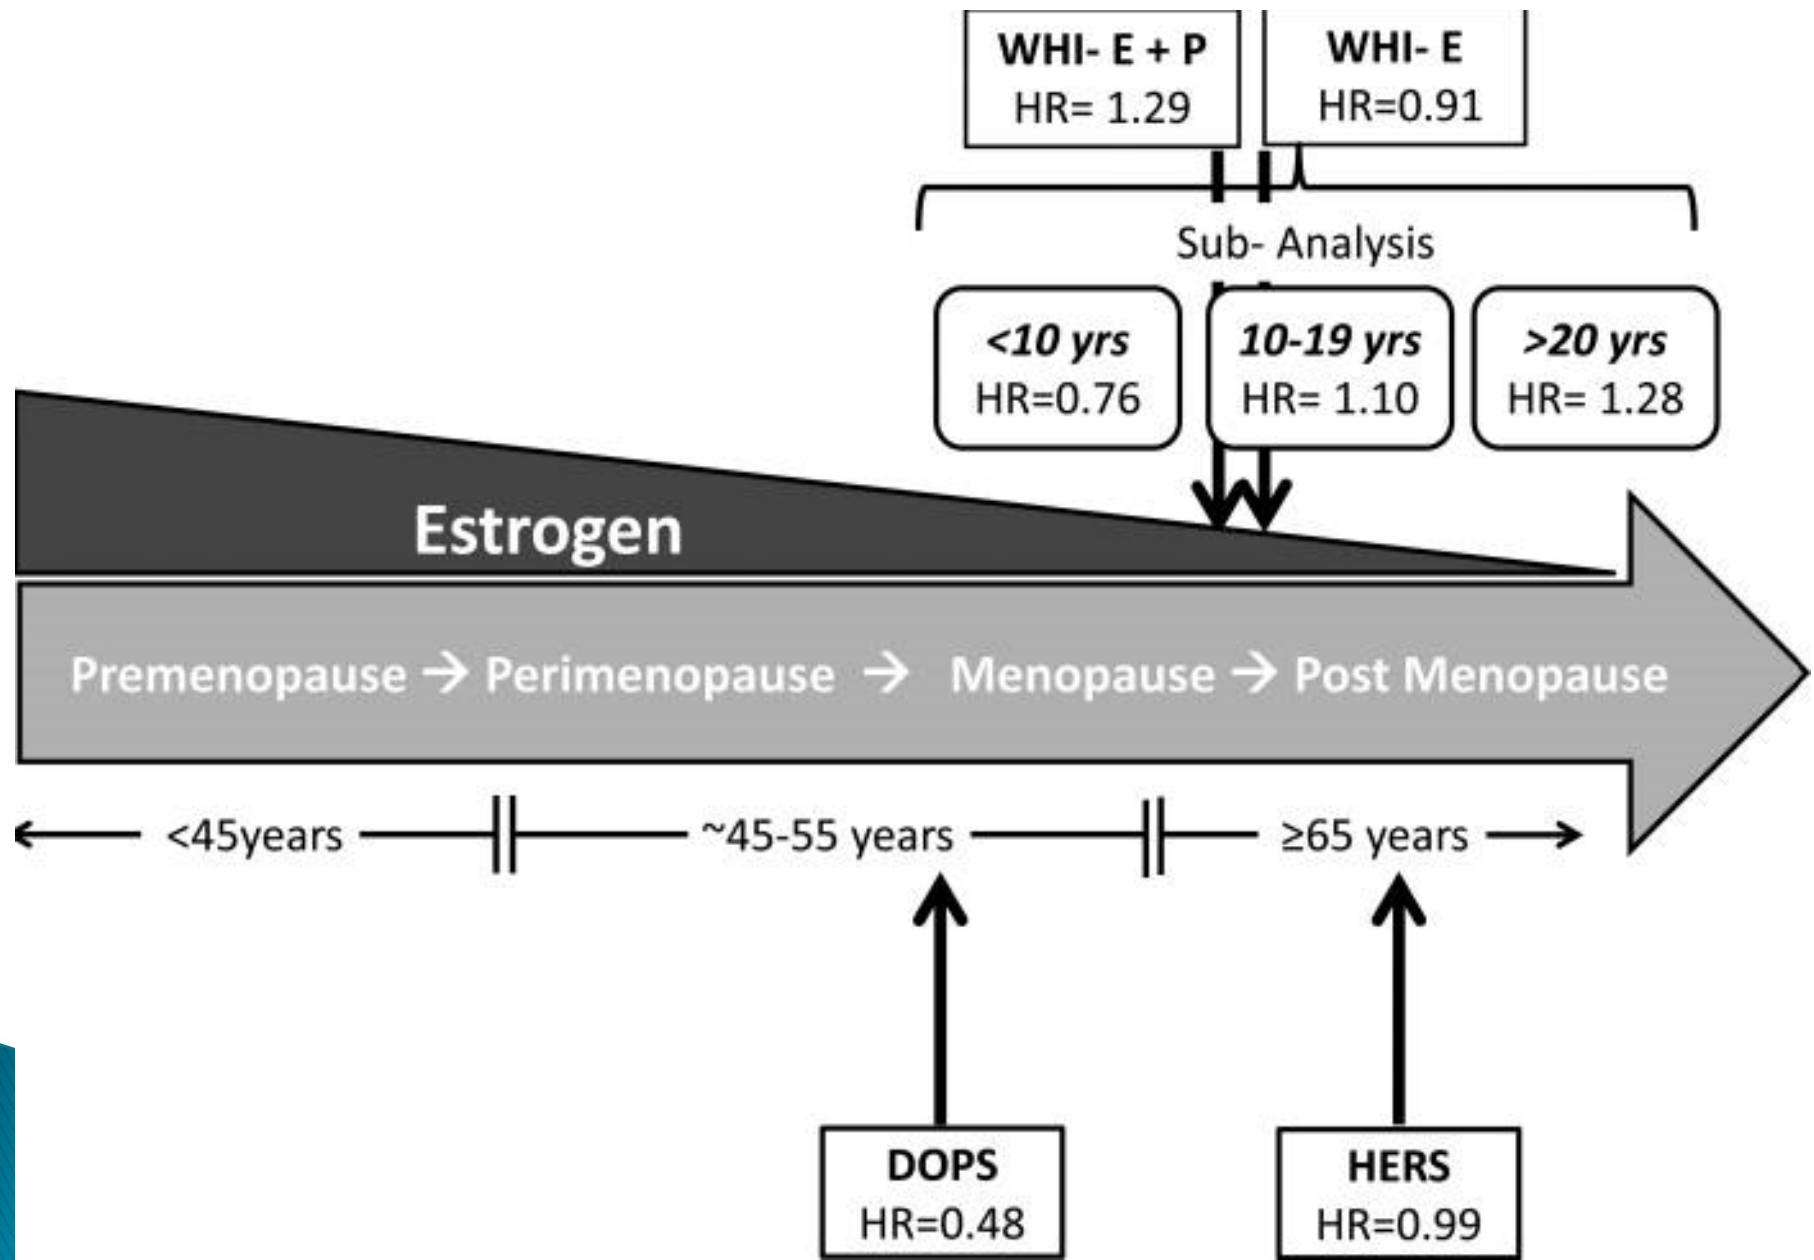 WHI- E + P
HR= 1.29
WHI- E
HR=0.91
Sub- Analysis
<10 yrs
HR=0.76
10-19 yrs
HR= 1.10
>20 yrs
HR= 1.28
Estrogen
Premenopause → Perimenopause → Menopause → Post Menopause
<45years
~45-55 years
≥65 years
DOPS
HR=0.48
HERS
HR=0.99